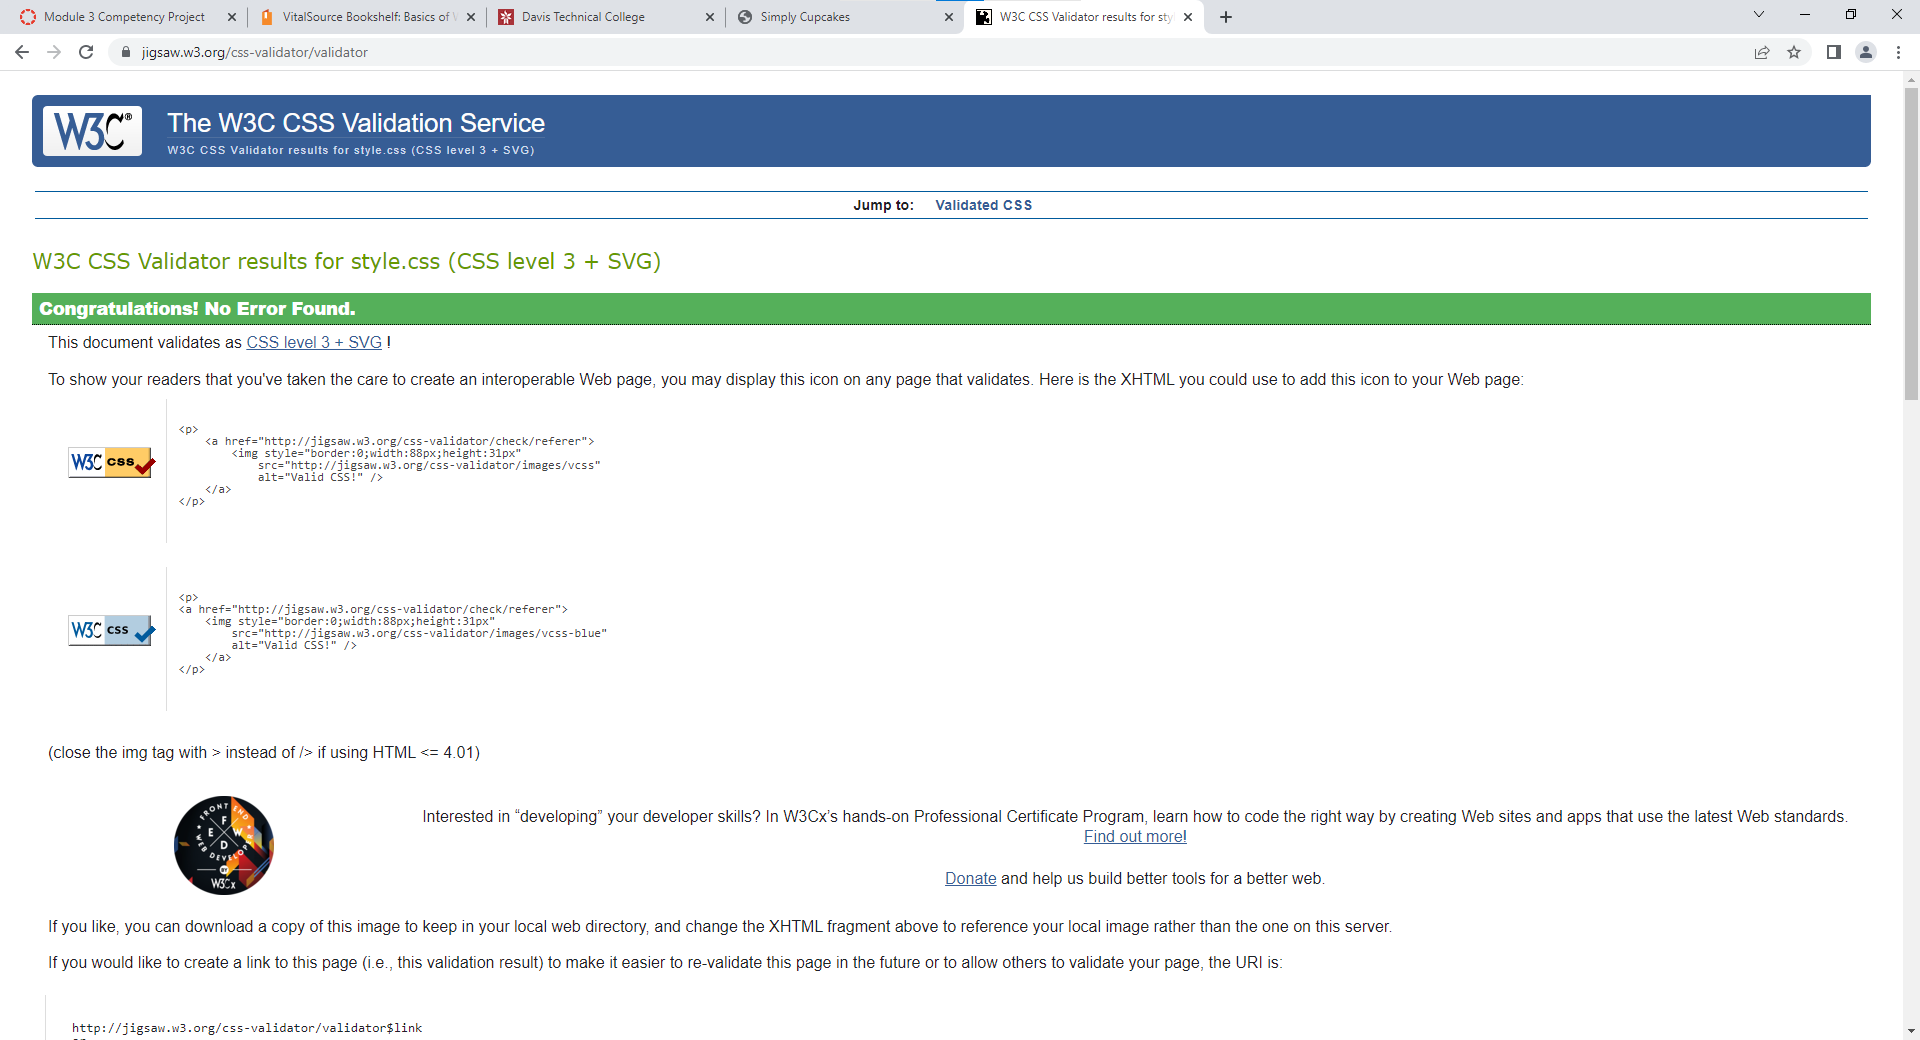 Module 3 Competency Project
VitalSource Bookshelf: Basics of
Davis Technical College
Simply Cupcakes
W3C CSS Validator results for sty
jigsaw.w3.org/css-validator/validator
W3C®
The W3C CSS Validation Service
W3C CSS Validator results for style.css (CSS level 3 + SVG)
Jump to: Validated CSS
W3C CSS Validator results for style.css (CSS level 3 + SVG)
Congratulations! No Error Found.
This document validates as CSS level 3 + SVG !
To show your readers that you've taken the care to create an interoperable Web page, you may display this icon on any page that validates. Here is the XHTML you could use to add this icon to your Web page:
W3C css
<p>
<a href="http://jigsaw.w3.org/css-validator/check/referer">
<img style="border:0;width:88px;height:31px"
src="http://jigsaw.w3.org/css-validator/images/vcss"
alt="Valid CSS!" />
</a>
</p>
W3C css
<p>
<a href="http://jigsaw.w3.org/css-validator/check/referer">
<img style="border:0;width:88px;height:31px"
src="http://jigsaw.w3.org/css-validator/images/vcss-blue"
alt="Valid CSS!" />
</a>
</p>
(close the img tag with > instead of /> if using HTML <= 4.01)
FRONT END
F
E W
D
WEB DEVELOPER
BY
W3Cx
Interested in “developing” your developer skills? In W3Cx’s hands-on Professional Certificate Program, learn how to code the right way by creating Web sites and apps that use the latest Web standards.
Find out more!
Donate and help us build better tools for a better web.
If you like, you can download a copy of this image to keep in your local web directory, and change the XHTML fragment above to reference your local image rather than the one on this server.
If you would like to create a link to this page (i.e., this validation result) to make it easier to re-validate this page in the future or to allow others to validate your page, the URI is:
http://jigsaw.w3.org/css-validator/validator$link